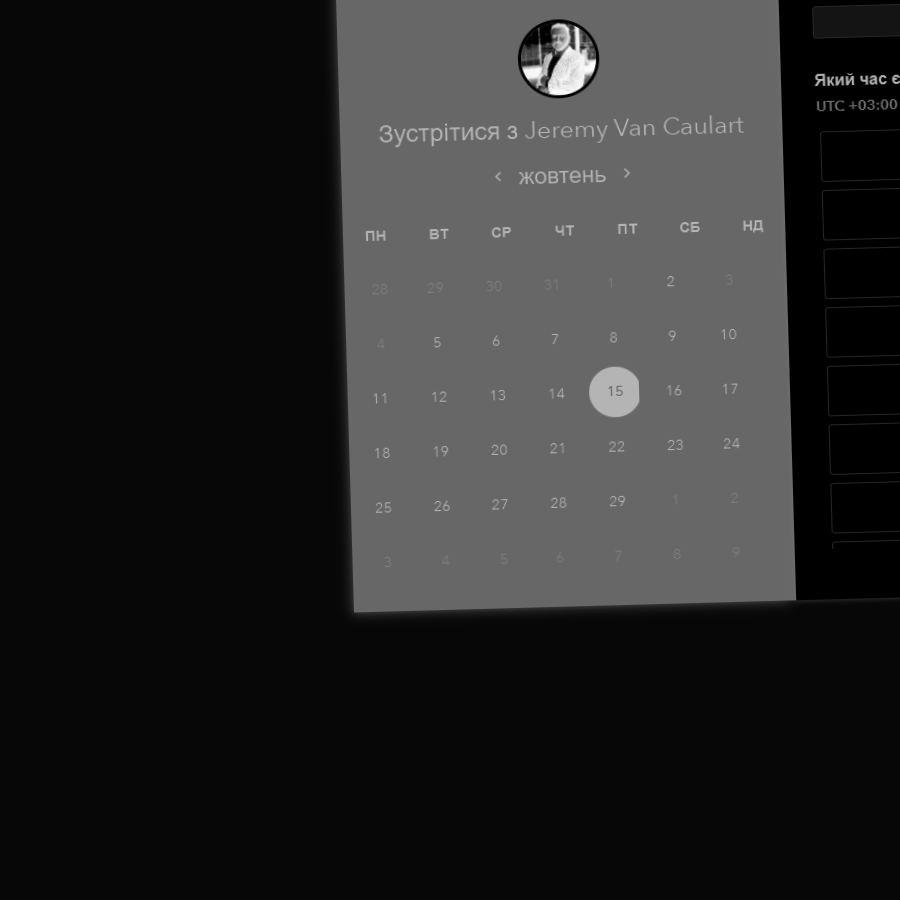 Зустрітися з Jeremy Van Caulart
жовтень
ПН ВТ СР ЧТ ПТ СБ НД
28 29 30 31 1 2 3
4 5 6 7 8 9 10
11 12 13 14 15 16 17
18 19 20 21 22 23 24
25 26 27 28 29 1 2
3 4 5 6 7 8 9
Який час є
UTC +03:00